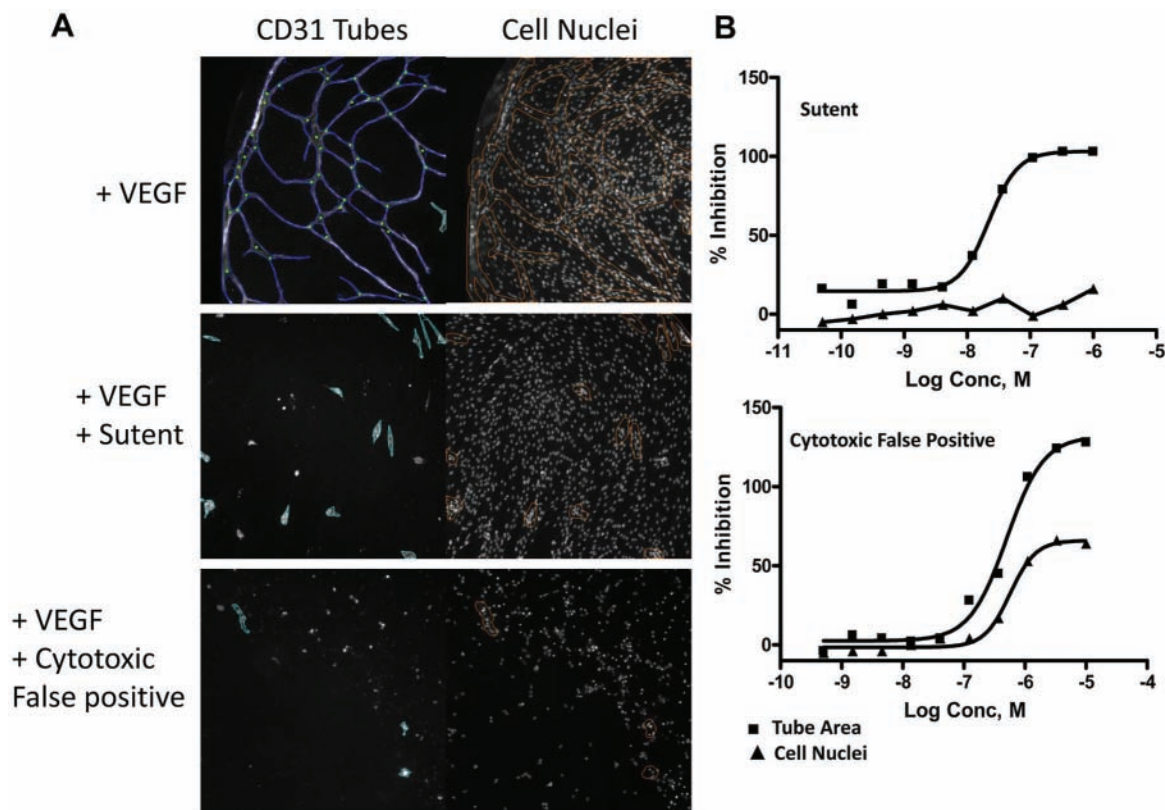 A
CD31 Tubes
Cell Nuclei
+ VEGF
+ VEGF
+ Sutent
+ VEGF
+ Cytotoxic
False positive
B
Sutent
% Inhibition
150
100
50
0
-11
-10
-9
-8
-7
-6
-5
Log Conc, M
Cytotoxic False Positive
% Inhibition
150
100
50
0
-10
-9
-8
-7
-6
-5
-4
Log Conc, M
Tube Area
Cell Nuclei